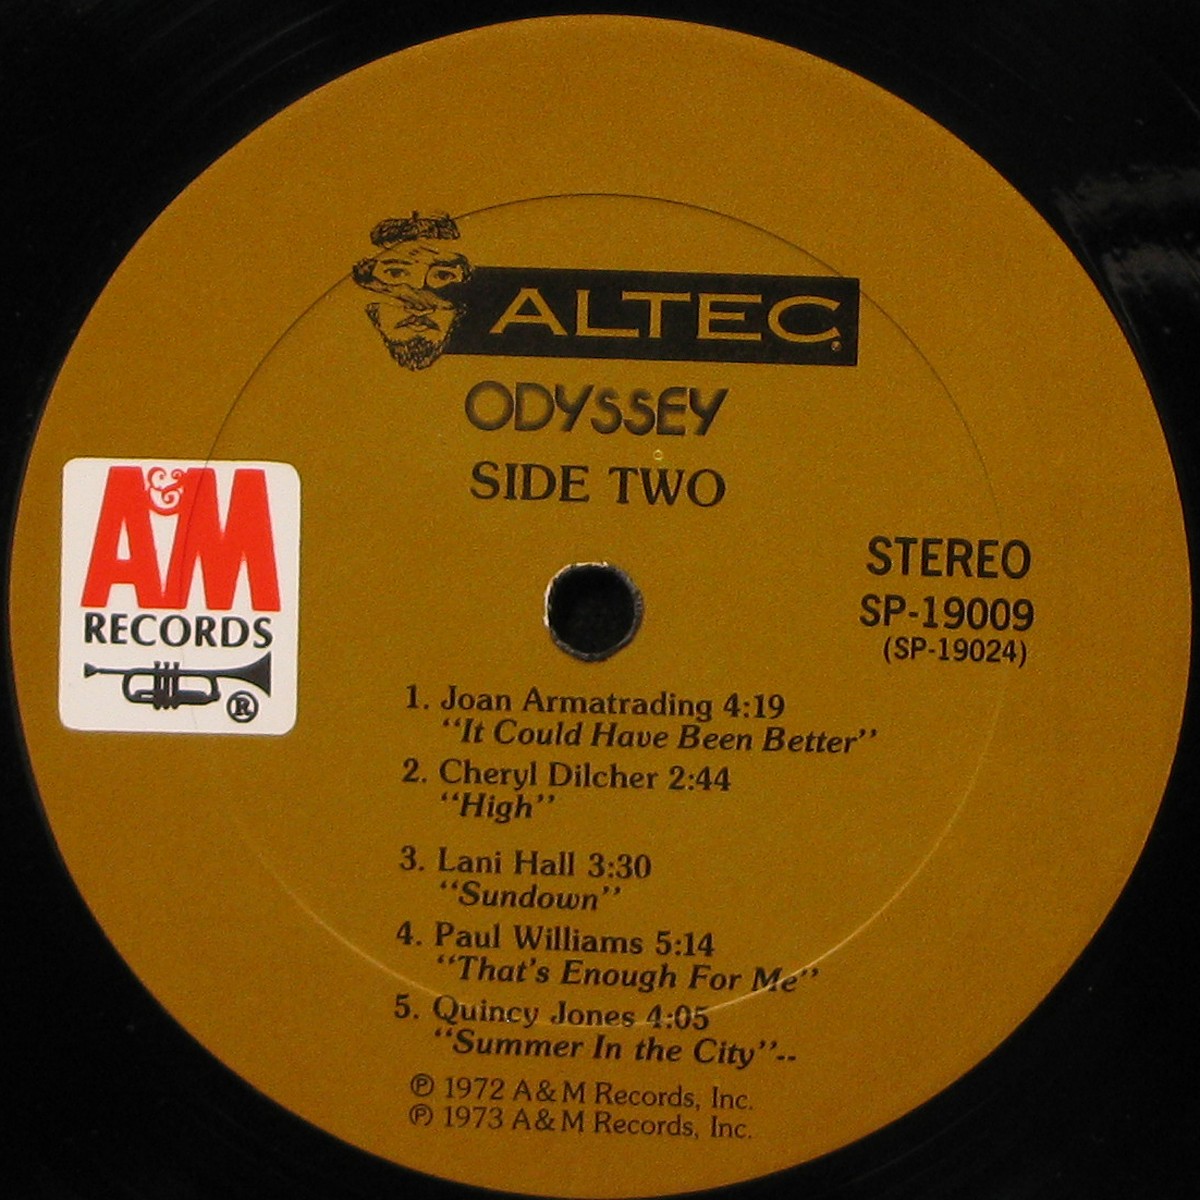 ALTEC®
ODYSSEY
SIDE TWO
A&M
RECORDS
®
STEREO
SP-19009
(SP-19024)
1. Joan Armatrading 4:19
“It Could Have Been Better”
2. Cheryl Dilcher 2:44
“High”
3. Lani Hall 3:30
“Sundown”
4. Paul Williams 5:14
“That's Enough For Me”
5. Quincy Jones 4:05
“Summer In the City”--
℗ 1972 A&M Records, Inc.
℗ 1973 A&M Records, Inc.